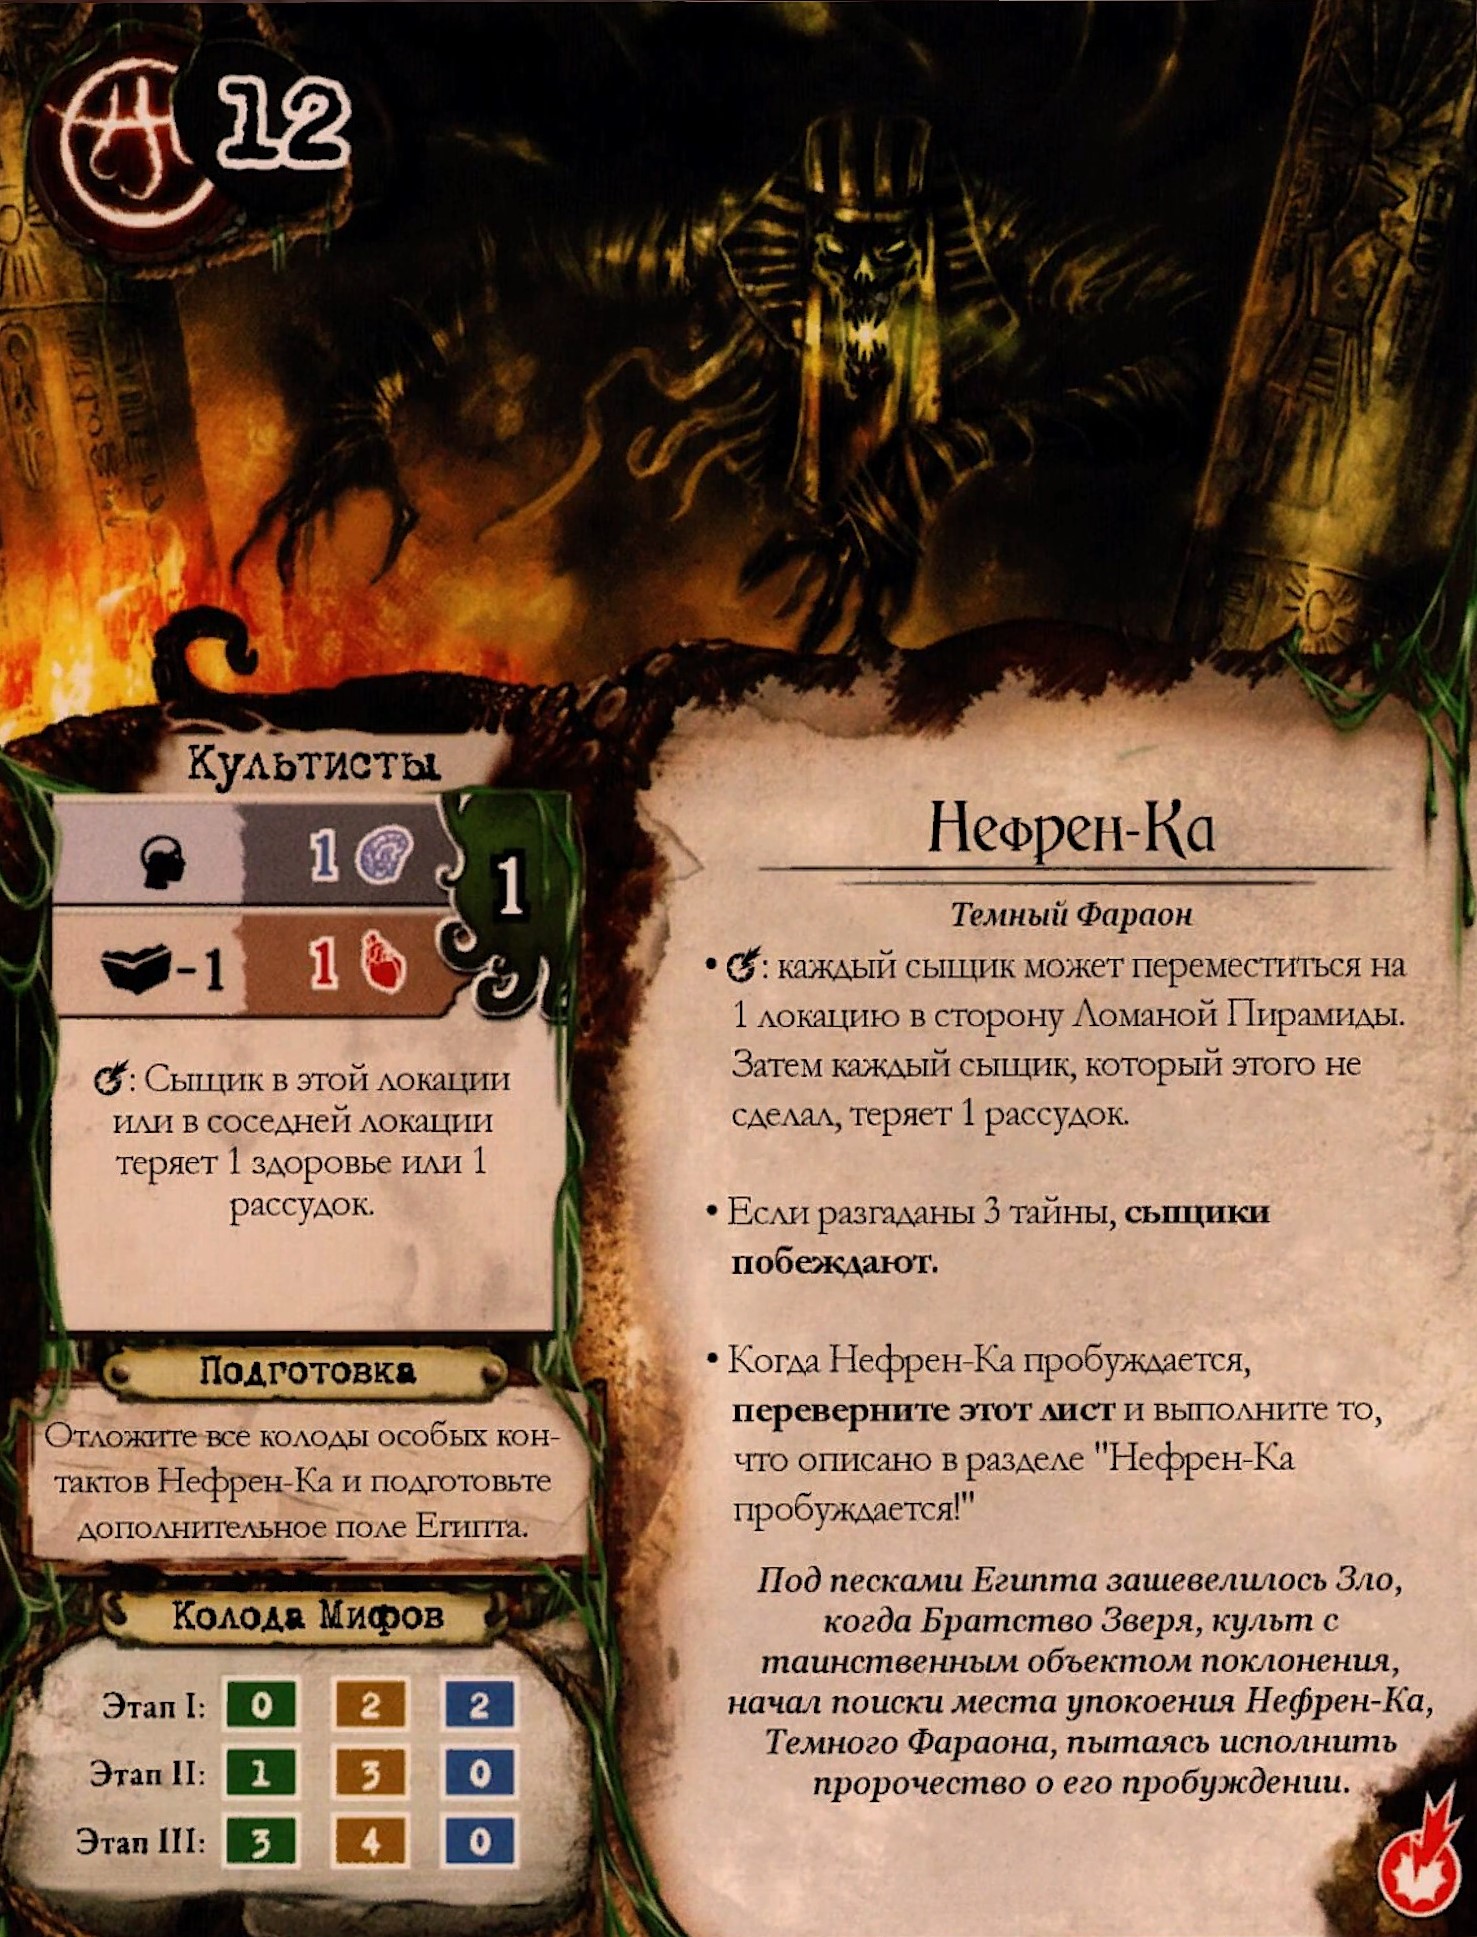 12
Культисты
1
1
-1 1
: Сыщик в этой локации
или в соседней локации
теряет 1 здоровье или 1
рассудок.
Подготовка
Отложите все колоды особых кон-
тактов Нефрен-Ка и подготовьте
дополнительное поле Египта.
Колода Мифов
Этап I: 0 2 2
Этап II: 1 3 0
Этап III: 3 4 0
Нефрен-Ка
Темный Фараон
• : каждый сыщик может переместиться на
1 локацию в сторону Ломаной Пирамиды.
Затем каждый сыщик, который этого не
сделал, теряет 1 рассудок.
• Если разгаданы 3 тайны, сыщики
побеждают.
• Когда Нефрен-Ка пробуждается,
переверните этот лист и выполните то,
что описано в разделе "Нефрен-Ка
пробуждается!"
Под песками Египта зашевелилось Зло,
когда Братство Зверя, культ с
таинственным объектом поклонения,
начал поиски места упокоения Нефрен-Ка,
Темного Фараона, пытаясь исполнить
пророчество о его пробуждении.